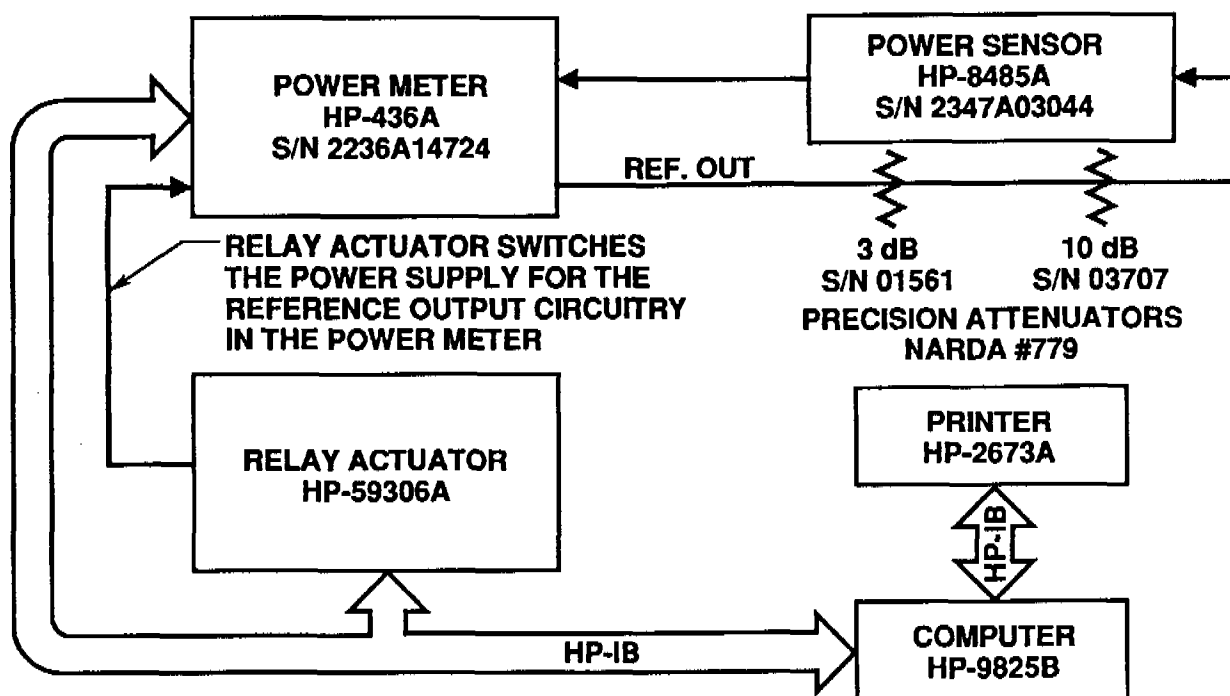 POWER METER
HP-436A
S/N 2236A14724
POWER SENSOR
HP-8485A
S/N 2347A03044
REF. OUT
3 dB
S/N 01561
10 dB
S/N 03707
PRECISION ATTENUATORS
NARDA #779
RELAY ACTUATOR SWITCHES
THE POWER SUPPLY FOR THE
REFERENCE OUTPUT CIRCUITRY
IN THE POWER METER
RELAY ACTUATOR
HP-59306A
PRINTER
HP-2673A
HP-IB
HP-IB
COMPUTER
HP-9825B